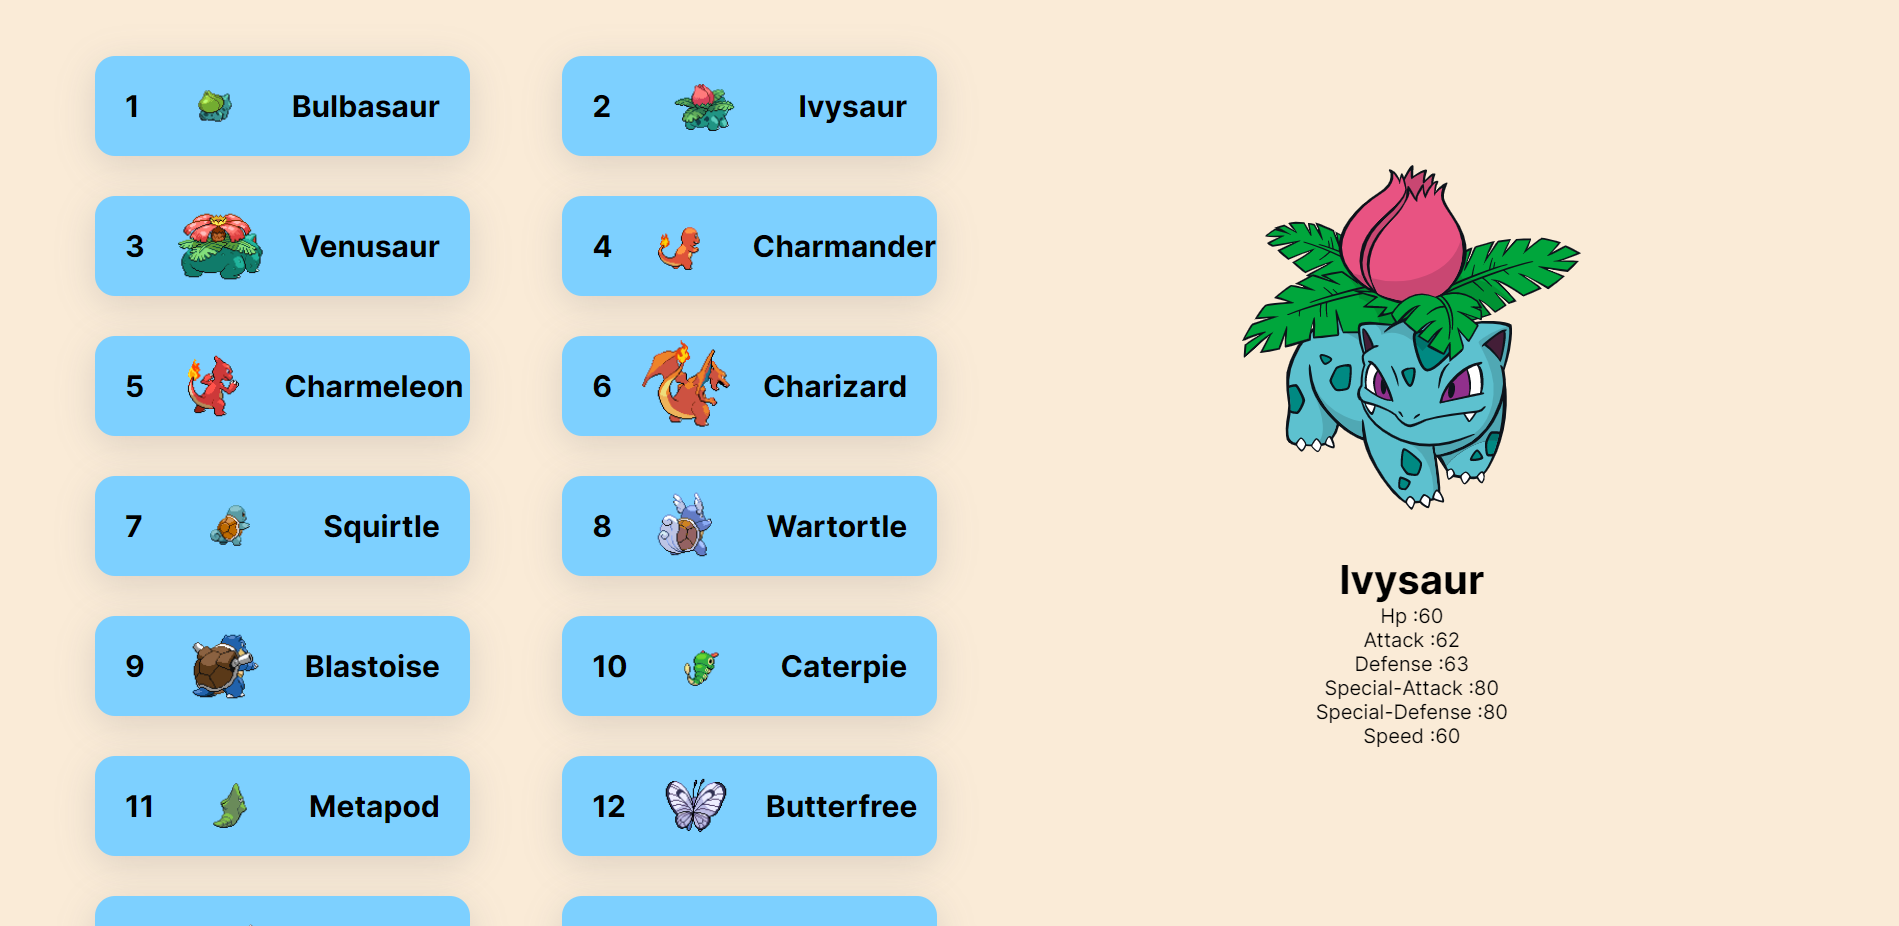 1 Bulbasaur
2 Ivysaur
3 Venusaur
4 Charmander
5 Charmeleon
6 Charizard
7 Squirtle
8 Wartortle
9 Blastoise
10 Caterpie
11 Metapod
12 Butterfree
Ivysaur
Hp :60
Attack :62
Defense :63
Special-Attack :80
Special-Defense :80
Speed :60